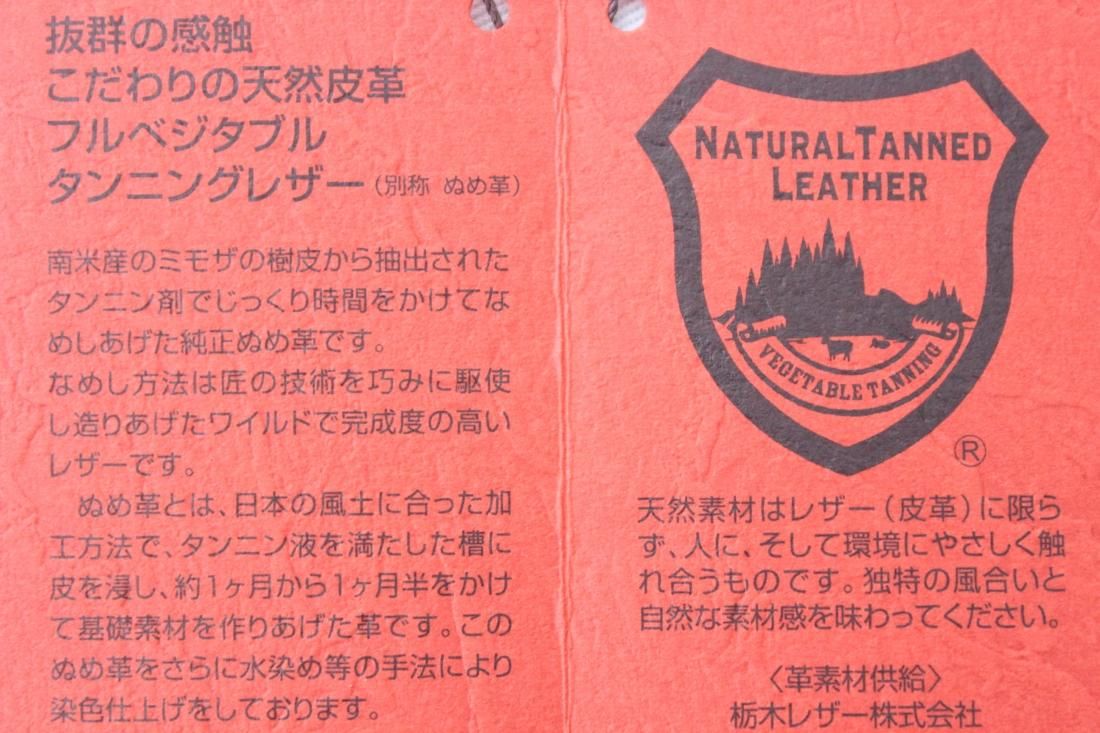 抜群の感触
こだわりの天然皮革
フルベジタブル
タンニングレザー（別称 ぬめ革）
南米産のミモザの樹皮から抽出された
タンニン剤でじっくり時間をかけてな
めしあげた純正ぬめ革です。
なめし方法は匠の技術を巧みに駆使
し造りあげたワイルドで完成度の高い
レザーです。
　ぬめ革とは、日本の風土に合った加
工方法で、タンニン液を満たした槽に
皮を浸し、約1ヶ月から1ヶ月半をかけ
て基礎素材を作りあげた革です。この
ぬめ革をさらに水染め等の手法により
染色仕上げをしております。
NATURAL TANNED
LEATHER
VEGETABLE TANNING
®
天然素材はレザー（皮革）に限ら
ず、人に、そして環境にやさしく触
れ合うものです。独特の風合いと
自然な素材感を味わってください。
〈革素材供給〉
栃木レザー株式会社